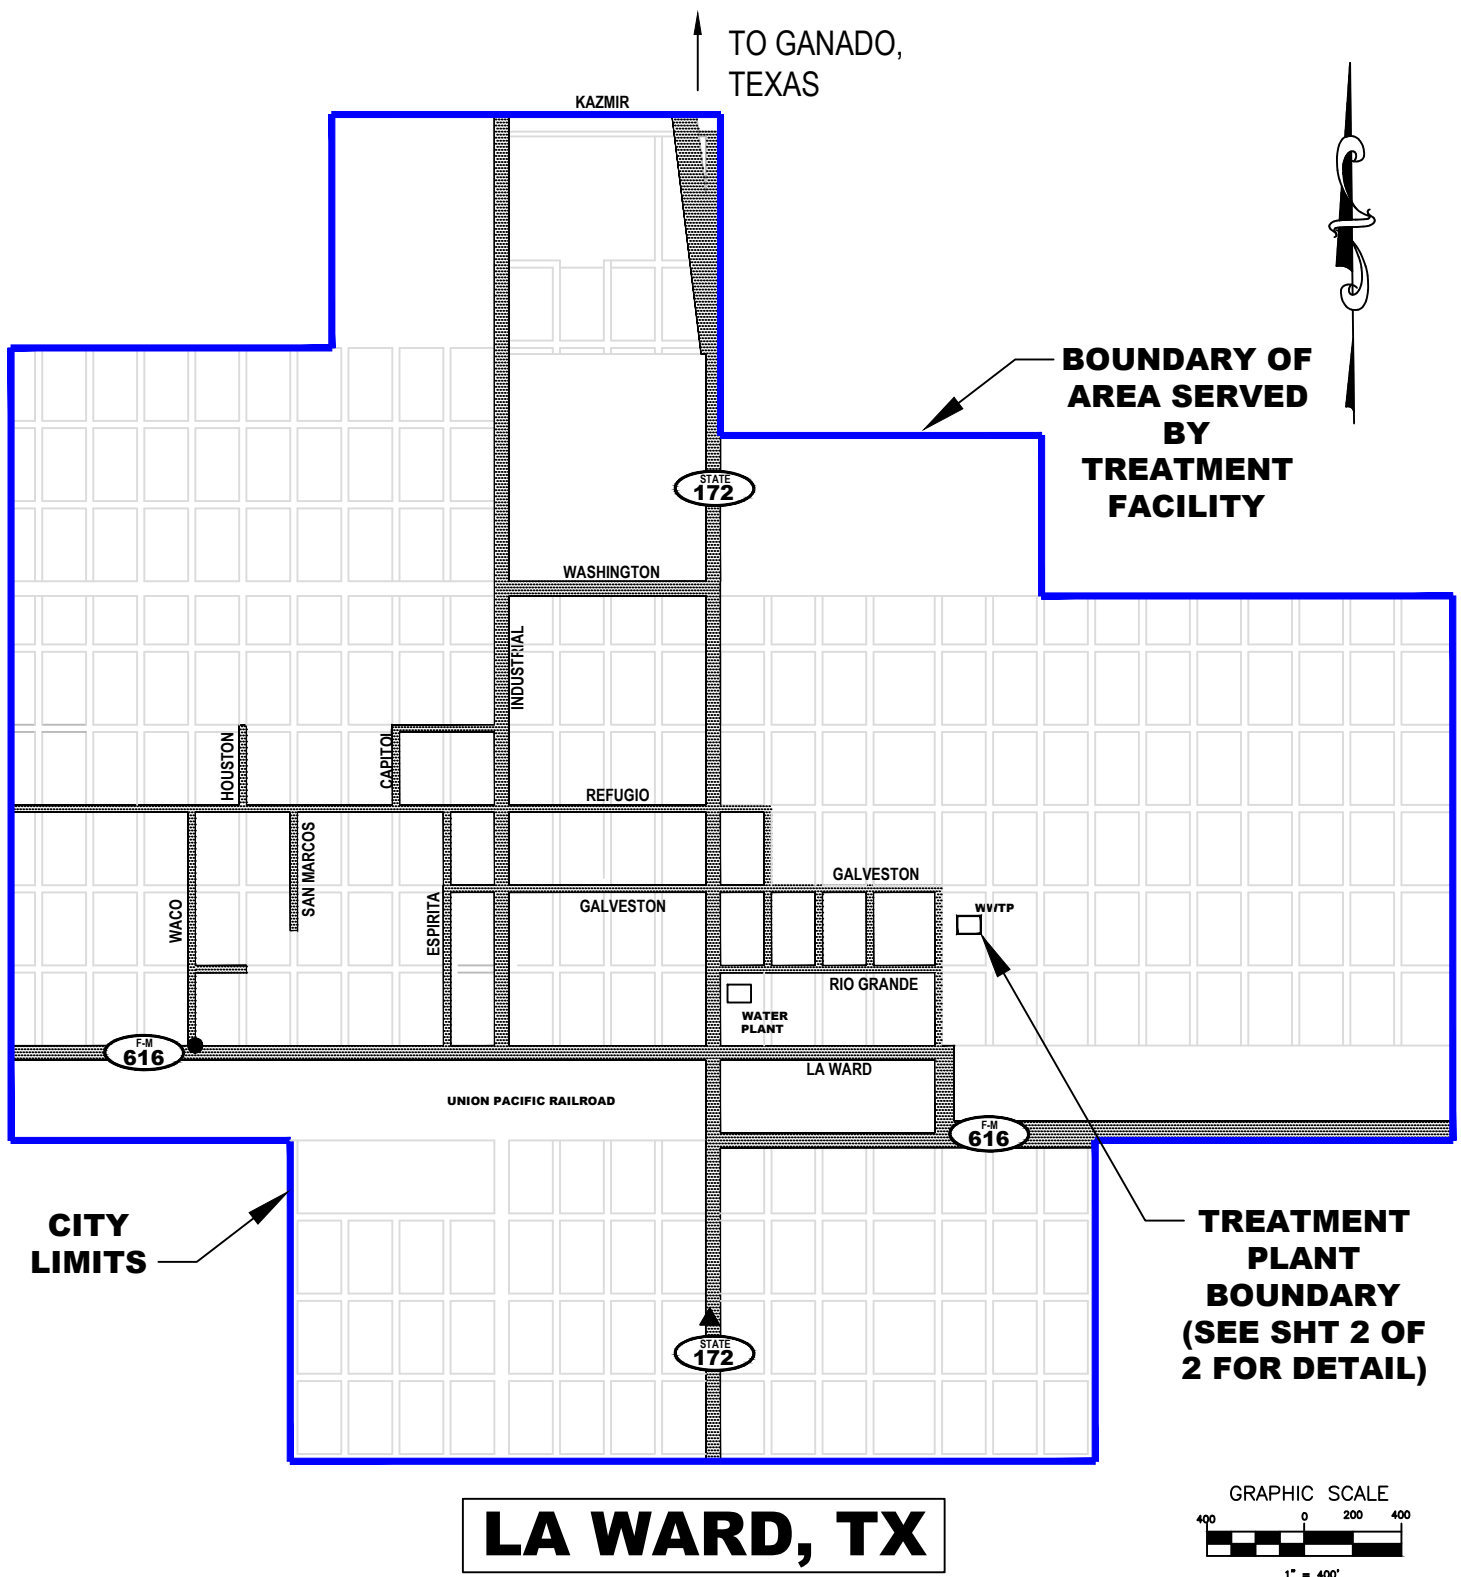 TO GANADO,
TEXAS
KAZMIR
BOUNDARY OF
AREA SERVED
BY
TREATMENT
FACILITY
STATE
172
WASHINGTON
INDUSTRIAL
HOUSTON
CAPITOL
REFUGIO
SAN MARCOS
WACO
ESPIRITA
GALVESTON
GALVESTON
WWTP
RIO GRANDE
WATER
PLANT
F-M
616
LA WARD
UNION PACIFIC RAILROAD
F-M
616
CITY
LIMITS
TREATMENT
PLANT
BOUNDARY
(SEE SHT 2 OF
2 FOR DETAIL)
STATE
172
LA WARD, TX
GRAPHIC SCALE
400 0 200 400
1" = 400'